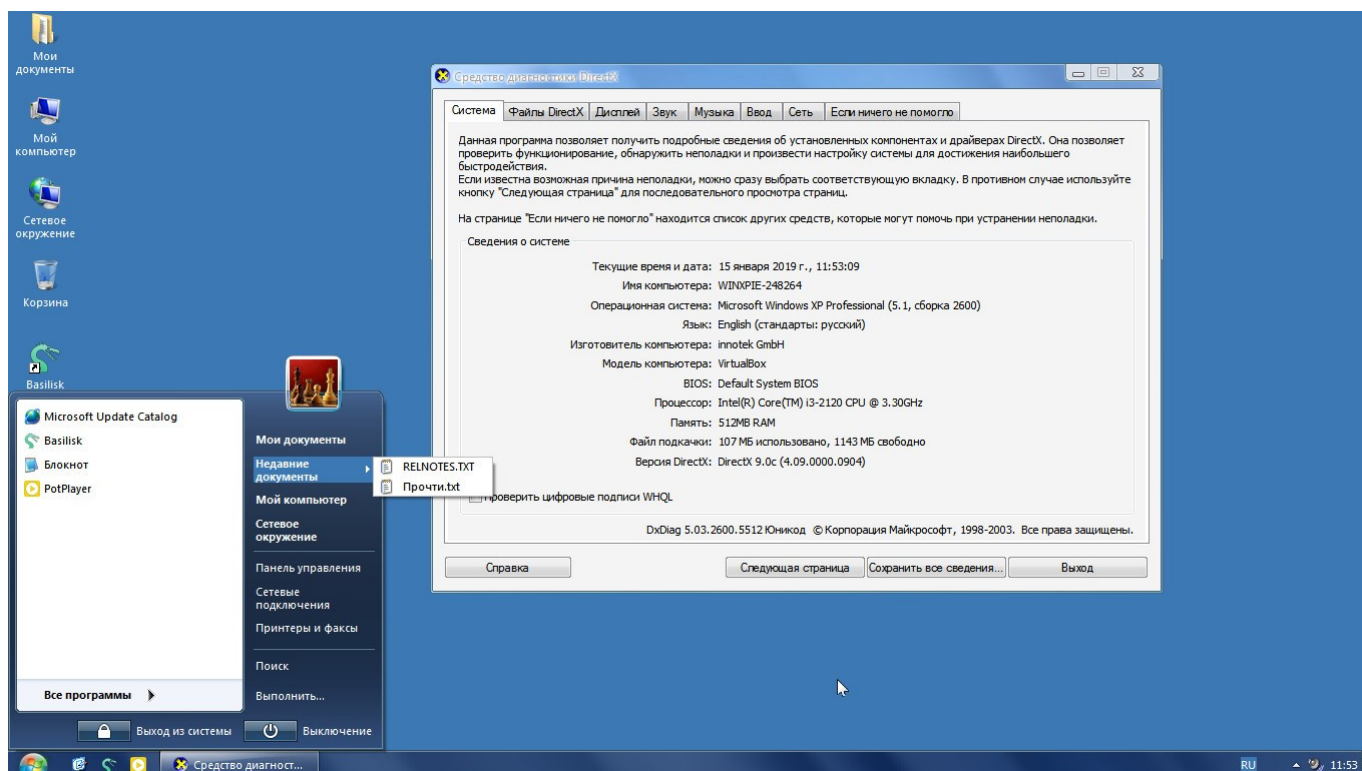 Мои
документы
Мой
компьютер
Сетевое
окружение
Корзина
Basilisk
Средство диагностики DirectX
Система Файлы DirectX Дисплей Звук Музыка Ввод Сеть Если ничего не помогло
Данная программа позволяет получить подробные сведения об установленных компонентах и драйверах DirectX. Она позволяет
проверить функционирование, обнаружить неполадки и произвести настройку системы для достижения наибольшего
быстродействия.
Если известна возможная причина неполадки, можно сразу выбрать соответствующую вкладку. В противном случае используйте
кнопку "Следующая страница" для последовательного просмотра страниц.
На странице "Если ничего не помогло" находится список других средств, которые могут помочь при устранении неполадки.
Сведения о системе
Текущие время и дата: 15 января 2019 г., 11:53:09
Имя компьютера: WINXPIE-248264
Операционная система: Microsoft Windows XP Professional (5.1, сборка 2600)
Язык: English (стандарты: русский)
Изготовитель компьютера: innotek GmbH
Модель компьютера: VirtualBox
BIOS: Default System BIOS
Процессор: Intel(R) Core(TM) i3-2120 CPU @ 3.30GHz
Память: 512MB RAM
Файл подкачки: 107 МБ использовано, 1143 МБ свободно
Версия DirectX: DirectX 9.0c (4.09.0000.0904)
Проверить цифровые подписи WHQL
DxDiag 5.03.2600.5512 Юникод © Корпорация Майкрософт, 1998-2003. Все права защищены.
Справка Следующая страница Сохранить все сведения... Выход
Microsoft Update Catalog
Basilisk
Блокнот
PotPlayer
Все программы
Мои документы
Недавние
документы
RELNOTES.TXT
Прочти.txt
Мой компьютер
Сетевое
окружение
Панель управления
Сетевые
подключения
Принтеры и факсы
Поиск
Выполнить...
Выход из системы Выключение
Средство диагност... RU 11:53